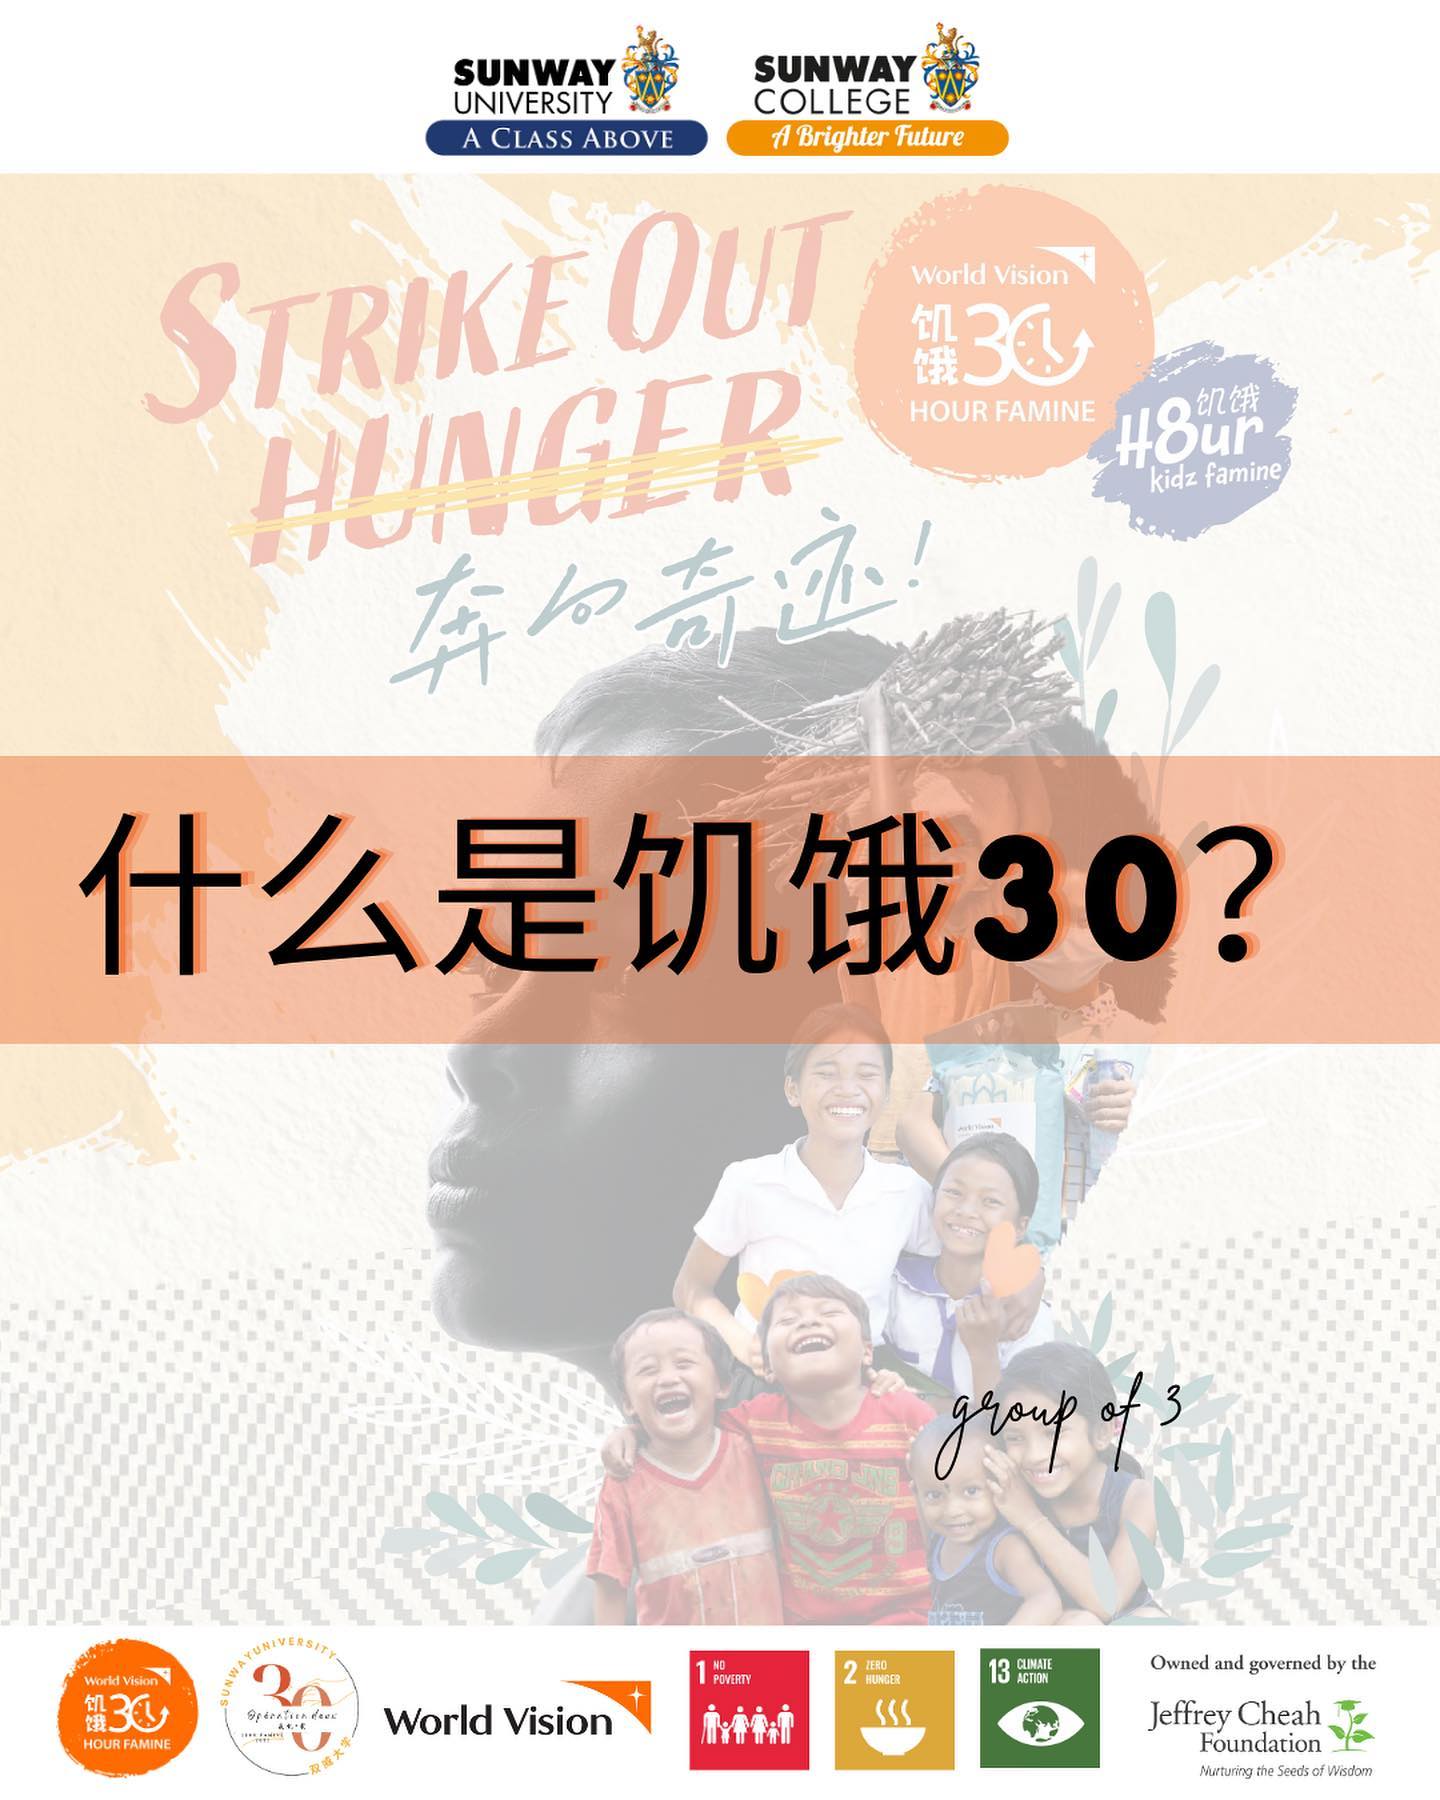 SUNWAY
UNIVERSITY
A CLASS ABOVE
SUNWAY
COLLEGE
A Brighter Future
STRIKE OUT
HUNGER
奔向奇迹!
World Vision
饥饿30
HOUR FAMINE
饥饿
H8ur
kidz famine
什么是饥饿30?
World Vision
group of 3
World Vision
饥饿30
HOUR FAMINE
SUNWAY UNIVERSITY
30
双威大学
World Vision
1 NO POVERTY
2 ZERO HUNGER
13 CLIMATE ACTION
Owned and governed by the
Jeffrey Cheah
Foundation
Nurturing the Seeds of Wisdom